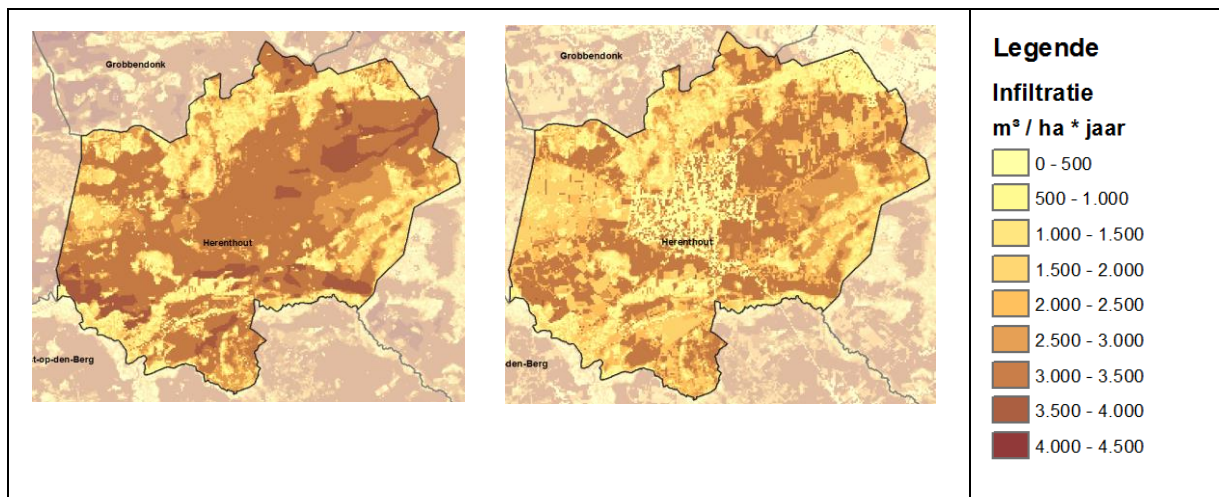 Grobbendonk
Herenthout
st-op-den-Berg
Grobbendonk
Herenthout
-den-Berg
Legende
Infiltratie
m³ / ha * jaar
0 - 500
500 - 1.000
1.000 - 1.500
1.500 - 2.000
2.000 - 2.500
2.500 - 3.000
3.000 - 3.500
3.500 - 4.000
4.000 - 4.500